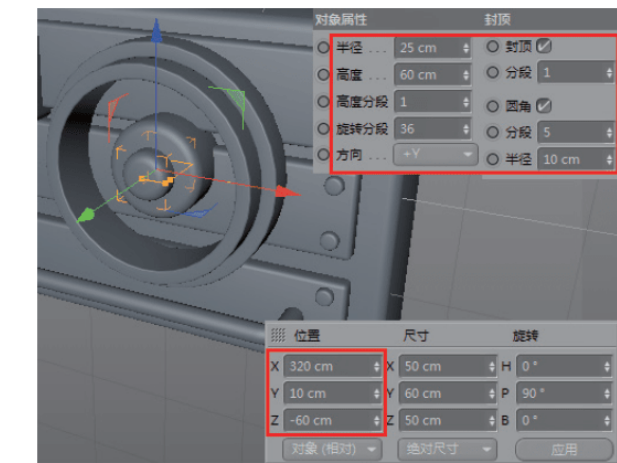 对象属性 封顶
半径 . . . 25 cm 封顶
高度 . . . 60 cm 分段 1
高度分段 1 圆角
旋转分段 36 分段 5
方向 . . . +Y 半径 10 cm
位置 尺寸 旋转
X 320 cm X 50 cm H 0°
Y 10 cm Y 60 cm P 90°
Z -60 cm Z 50 cm B 0°
对象 (相对) 绝对尺寸 应用